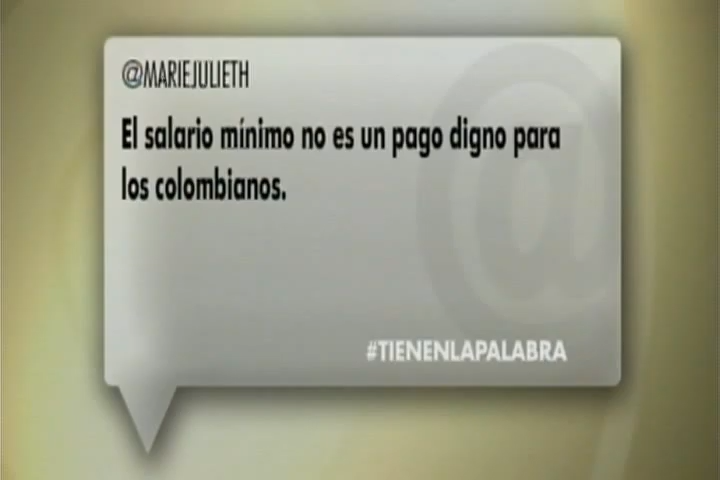 @MARIEJULIETH
El salario mínimo no es un pago digno para
los colombianos.
#TIENENLAPALABRA